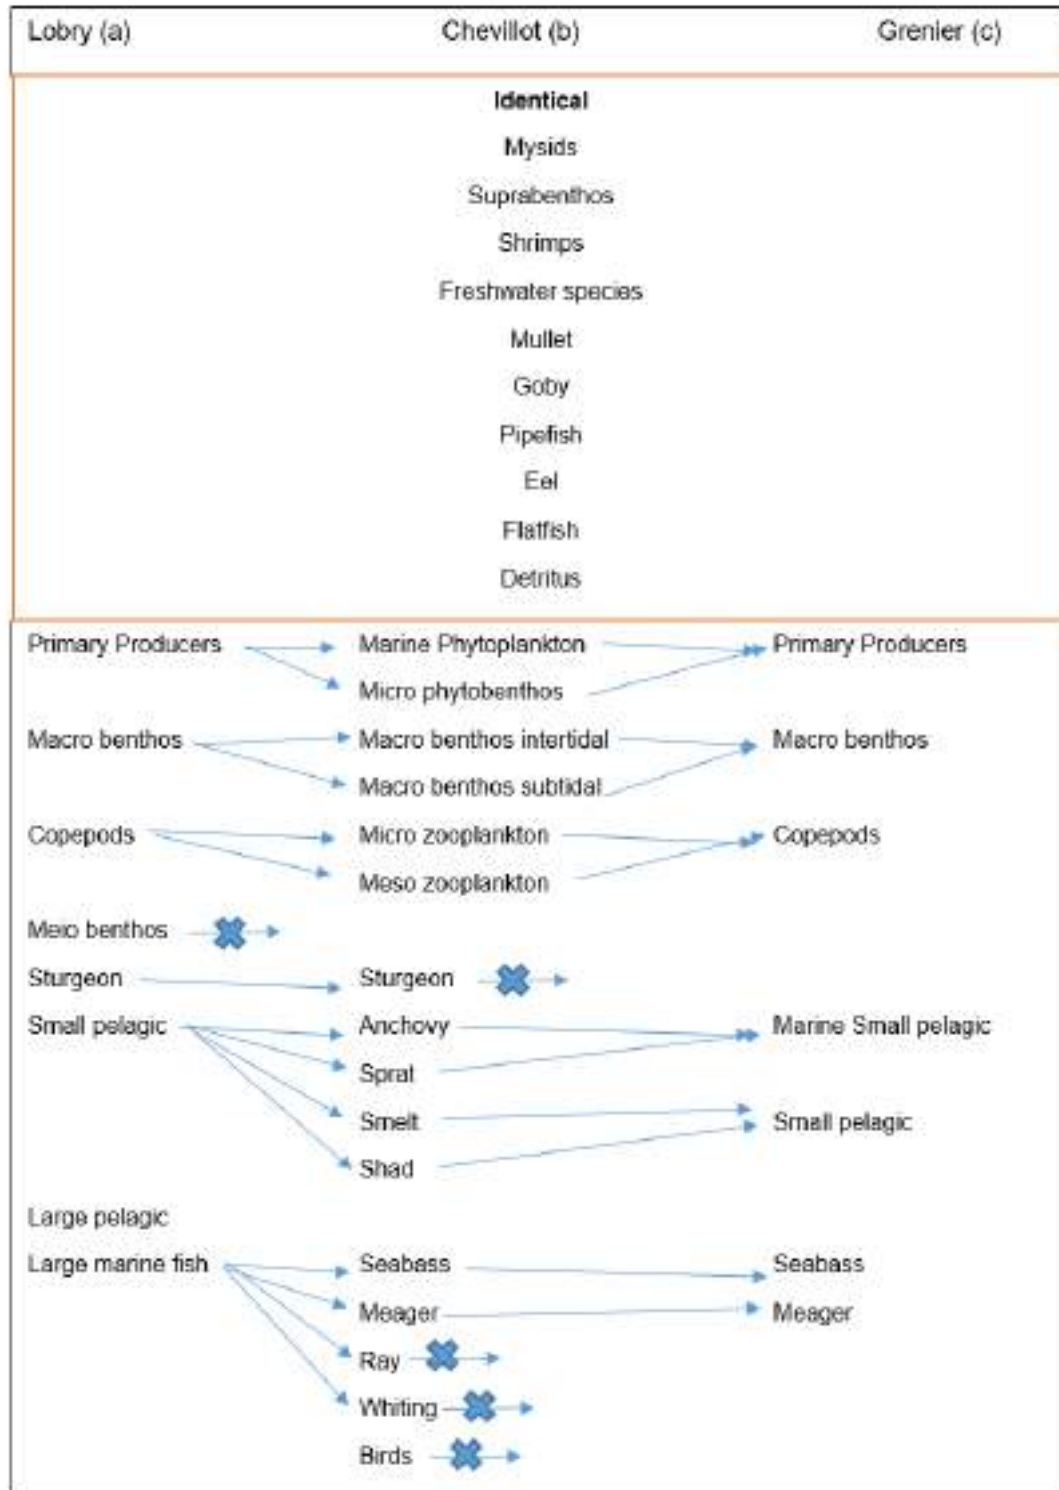 Lobry (a) Chevillot (b) Grenier (c)
Identical
Mysids
Suprabenthos
Shrimps
Freshwater species
Mullet
Goby
Pipefish
Eel
Flatfish
Detritus
Primary Producers Marine Phytoplankton Primary Producers
Micro phytobenthos
Macro benthos Macro benthos intertidal Macro benthos
Macro benthos subtidal
Copepods Micro zooplankton Copepods
Meso zooplankton
Meio benthos
Sturgeon Sturgeon
Small pelagic Anchovy Marine Small pelagic
Sprat
Smelt Small pelagic
Shad
Large pelagic
Large marine fish Seabass Seabass
Meager Meager
Ray
Whiting
Birds